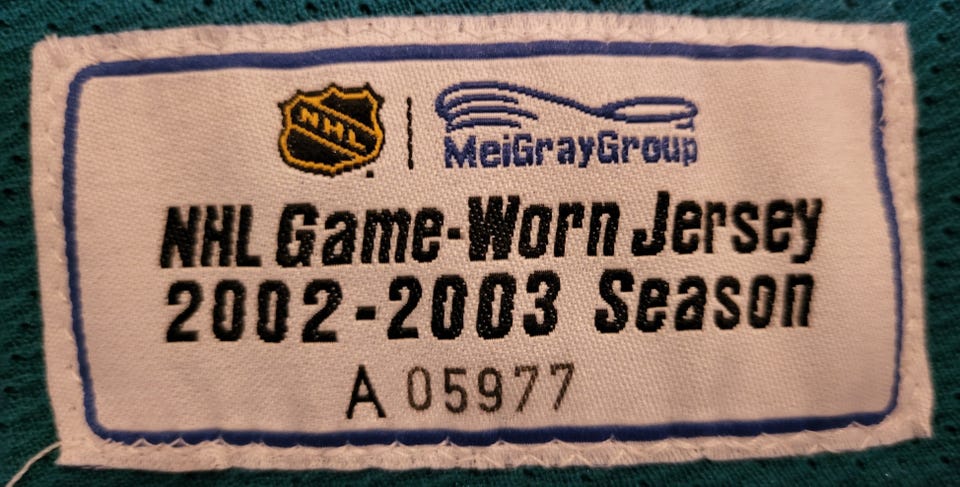 NHL
MeiGrayGroup
NHL Game-Worn Jersey
2002-2003 Season
A 05977